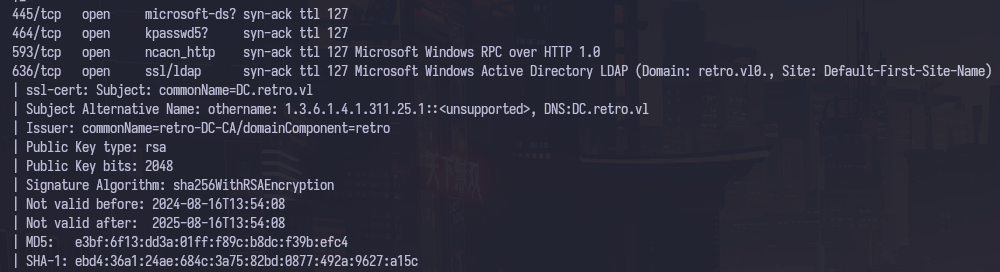 445/tcp   open     microsoft-ds? syn-ack ttl 127
464/tcp   open     kpasswd5?     syn-ack ttl 127
593/tcp   open     ncacn_http    syn-ack ttl 127 Microsoft Windows RPC over HTTP 1.0
636/tcp   open     ssl/ldap      syn-ack ttl 127 Microsoft Windows Active Directory LDAP (Domain: retro.vl0., Site: Default-First-Site-Name)
| ssl-cert: Subject: commonName=DC.retro.vl
| Subject Alternative Name: othername: 1.3.6.1.4.1.311.25.1::<unsupported>, DNS:DC.retro.vl
| Issuer: commonName=retro-DC-CA/domainComponent=retro
| Public Key type: rsa
| Public Key bits: 2048
| Signature Algorithm: sha256WithRSAEncryption
| Not valid before: 2024-08-16T13:54:08
| Not valid after:  2025-08-16T13:54:08
| MD5:   e3bf:6f13:dd3a:01ff:f89c:b8dc:f39b:efc4
| SHA-1: ebd4:36a1:24ae:684c:3a75:82bd:0877:492a:9627:a15c